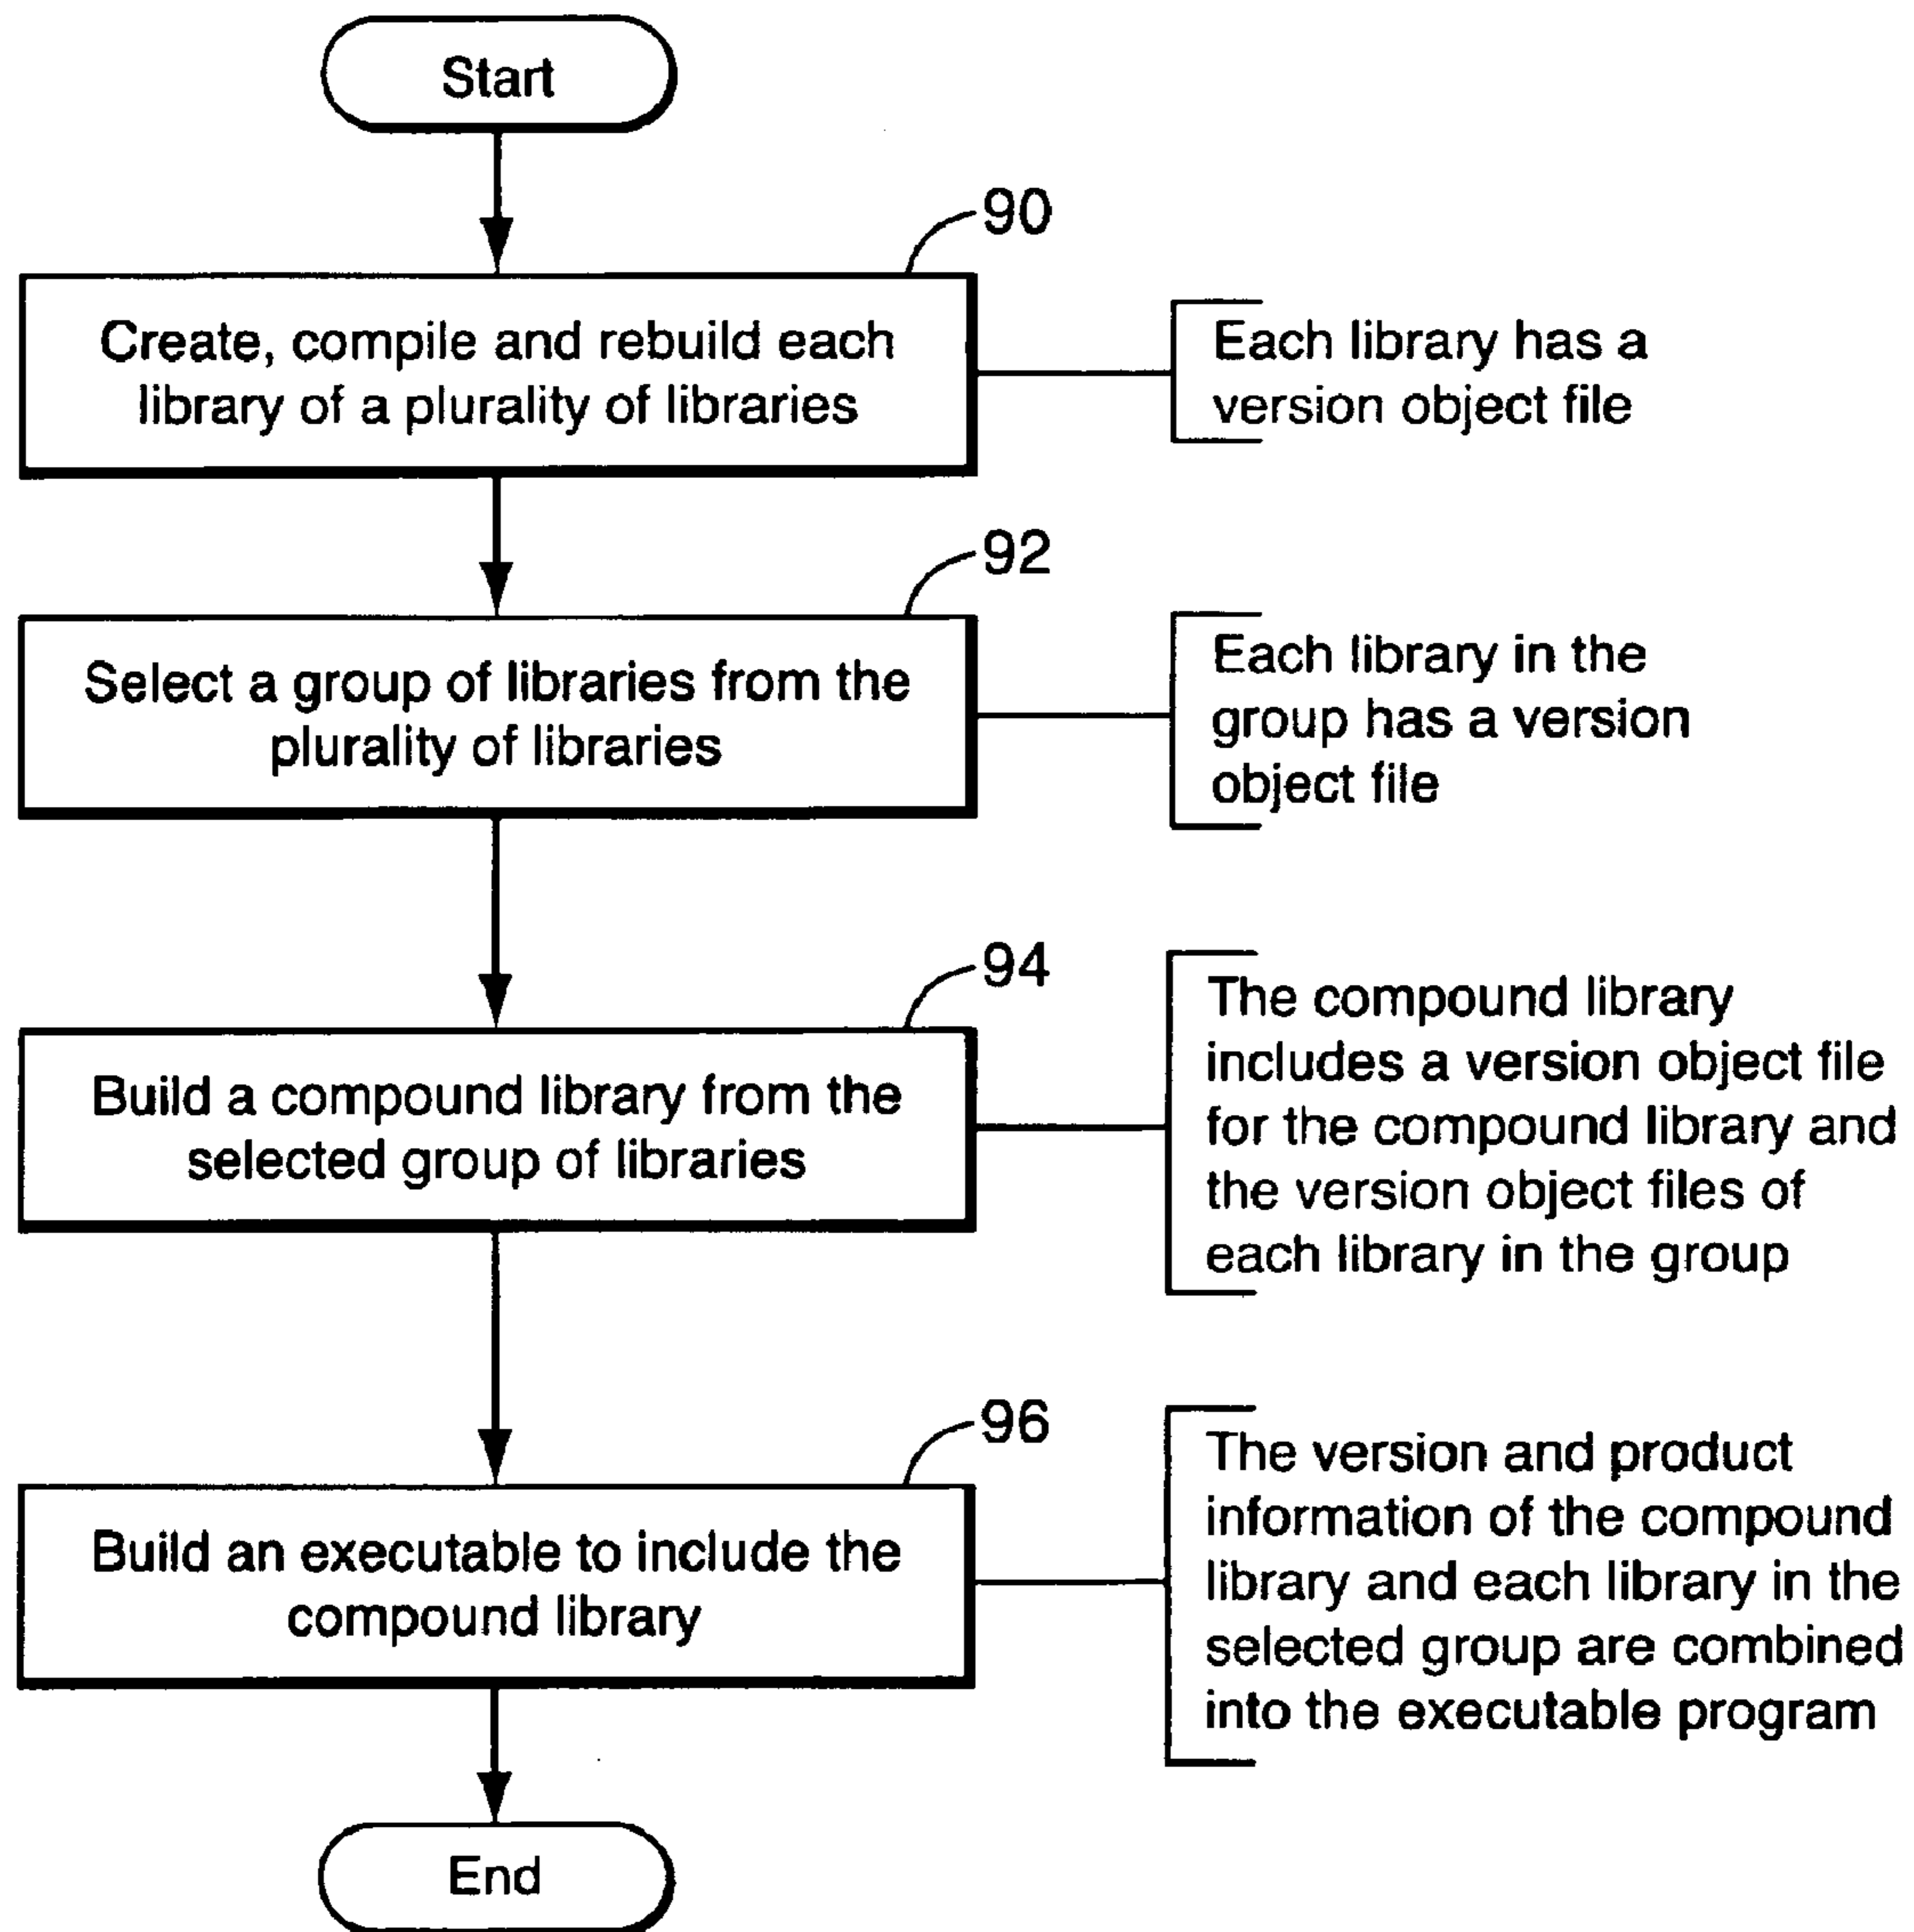 Start
90
Create, compile and rebuild each
library of a plurality of libraries
Each library has a
version object file
92
Select a group of libraries from the
plurality of libraries
Each library in the
group has a version
object file
94
Build a compound library from the
selected group of libraries
The compound library
includes a version object file
for the compound library and
the version object files of
each library in the group
96
Build an executable to include the
compound library
The version and product
information of the compound
library and each library in the
selected group are combined
into the executable program
End